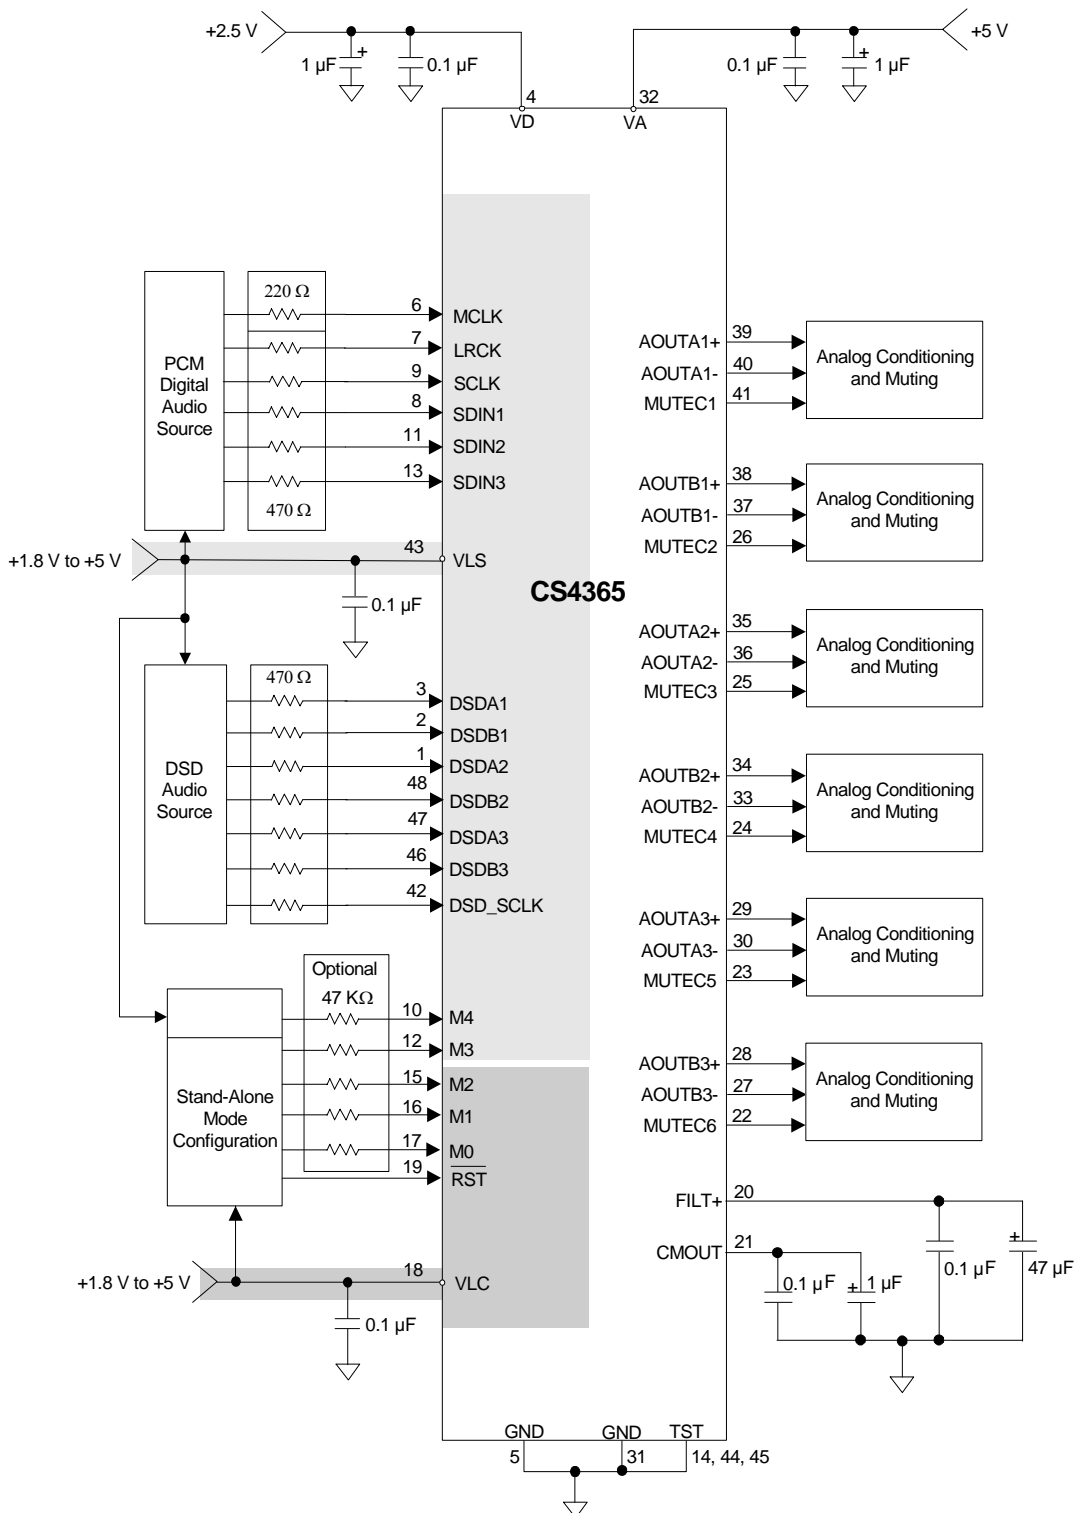 +2.5 V
1 µF
+
0.1 µF
+5 V
0.1 µF
+
1 µF
4
VD
32
VA
PCM
Digital
Audio
Source
220 Ω
470 Ω
6
MCLK
7
LRCK
9
SCLK
8
SDIN1
11
SDIN2
13
SDIN3
+1.8 V to +5 V
43
VLS
0.1 µF
CS4365
DSD
Audio
Source
470 Ω
3
DSDA1
2
DSDB1
1
DSDA2
48
DSDB2
47
DSDA3
46
DSDB3
42
DSD_SCLK
Optional
47 KΩ
Stand-Alone
Mode
Configuration
10
M4
12
M3
15
M2
16
M1
17
M0
19
RST
+1.8 V to +5 V
18
VLC
0.1 µF
AOUTA1+
39
AOUTA1-
40
MUTEC1
41
Analog Conditioning
and Muting
AOUTB1+
38
AOUTB1-
37
MUTEC2
26
Analog Conditioning
and Muting
AOUTA2+
35
AOUTA2-
36
MUTEC3
25
Analog Conditioning
and Muting
AOUTB2+
34
AOUTB2-
33
MUTEC4
24
Analog Conditioning
and Muting
AOUTA3+
29
AOUTA3-
30
MUTEC5
23
Analog Conditioning
and Muting
AOUTB3+
28
AOUTB3-
27
MUTEC6
22
Analog Conditioning
and Muting
FILT+
20
CMOUT
21
0.1 µF
+
1 µF
0.1 µF
+
47 µF
GND
5
GND
31
TST
14, 44, 45